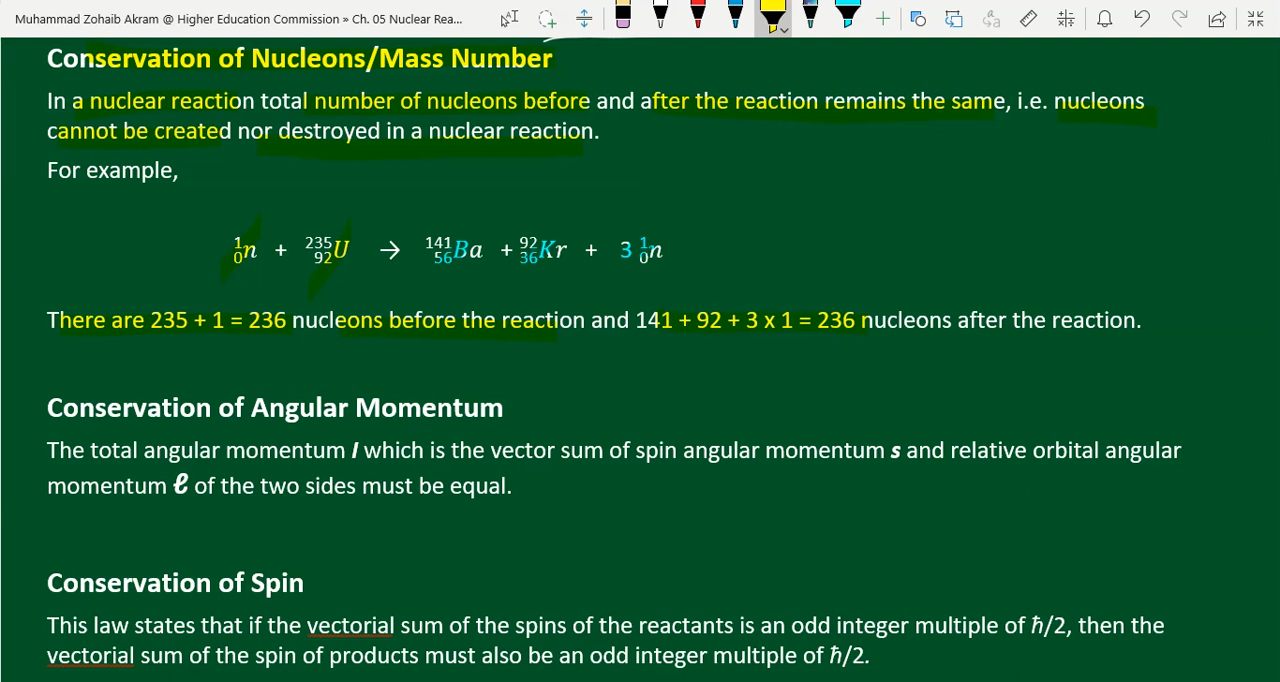 Muhammad Zohaib Akram @ Higher Education Commission » Ch. 05 Nuclear Rea...
Conservation of Nucleons/Mass Number
In a nuclear reaction total number of nucleons before and after the reaction remains the same, i.e. nucleons
cannot be created nor destroyed in a nuclear reaction.
For example,
¹₀n + ²³⁵₉₂U → ¹⁴¹₅₆Ba + ⁹²₃₆Kr + 3 ¹₀n
There are 235 + 1 = 236 nucleons before the reaction and 141 + 92 + 3 x 1 = 236 nucleons after the reaction.
Conservation of Angular Momentum
The total angular momentum I which is the vector sum of spin angular momentum s and relative orbital angular
momentum ℓ of the two sides must be equal.
Conservation of Spin
This law states that if the vectorial sum of the spins of the reactants is an odd integer multiple of ℏ/2, then the
vectorial sum of the spin of products must also be an odd integer multiple of ℏ/2.